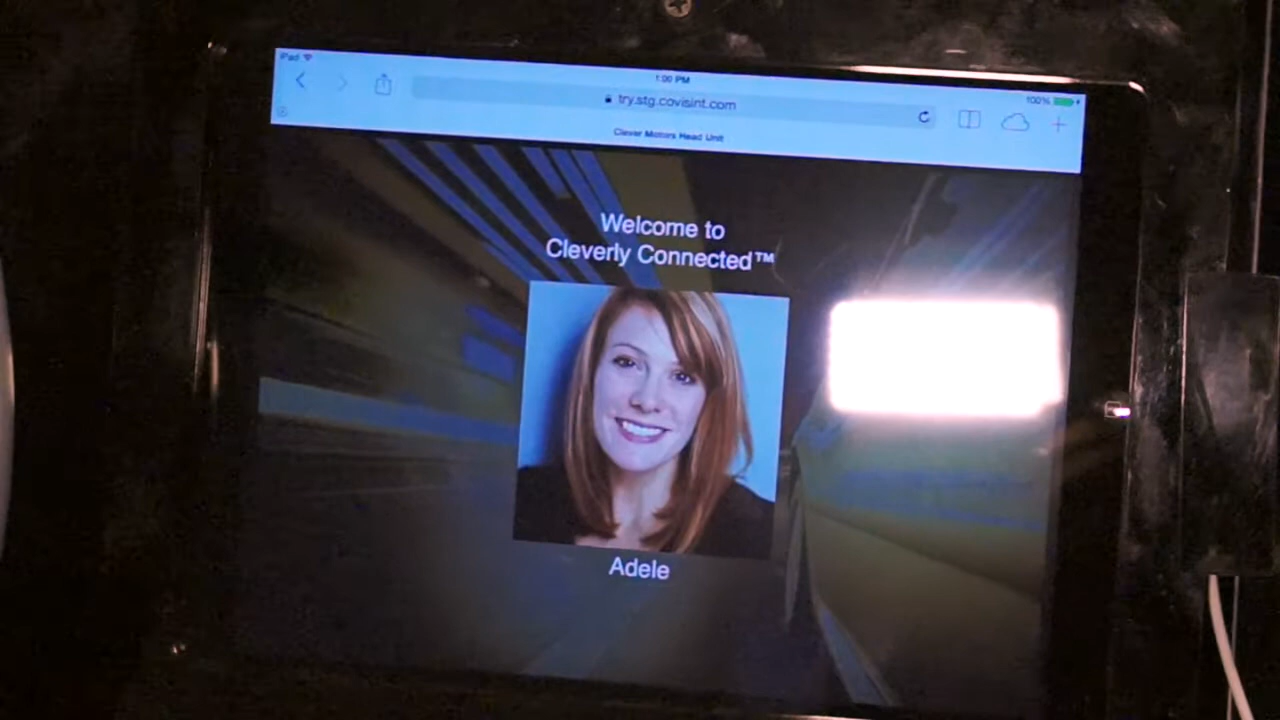 iPad
1:00 PM
100%
try.stg.covisint.com
Clever Motors Head Unit
Welcome to
Cleverly Connected™
Adele